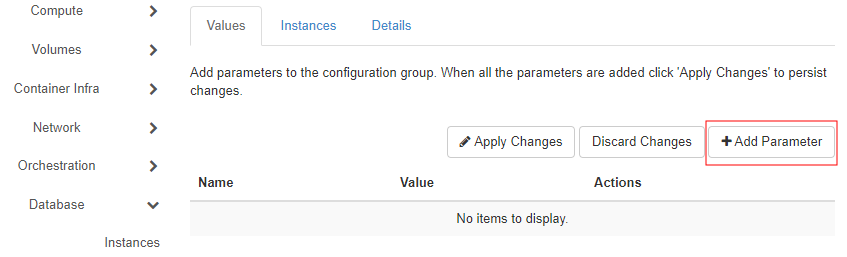 Compute
Volumes
Container Infra
Network
Orchestration
Database
Instances
Values Instances Details
Add parameters to the configuration group. When all the parameters are added click 'Apply Changes' to persist
changes.
Apply Changes Discard Changes Add Parameter
Name Value Actions
No items to display.